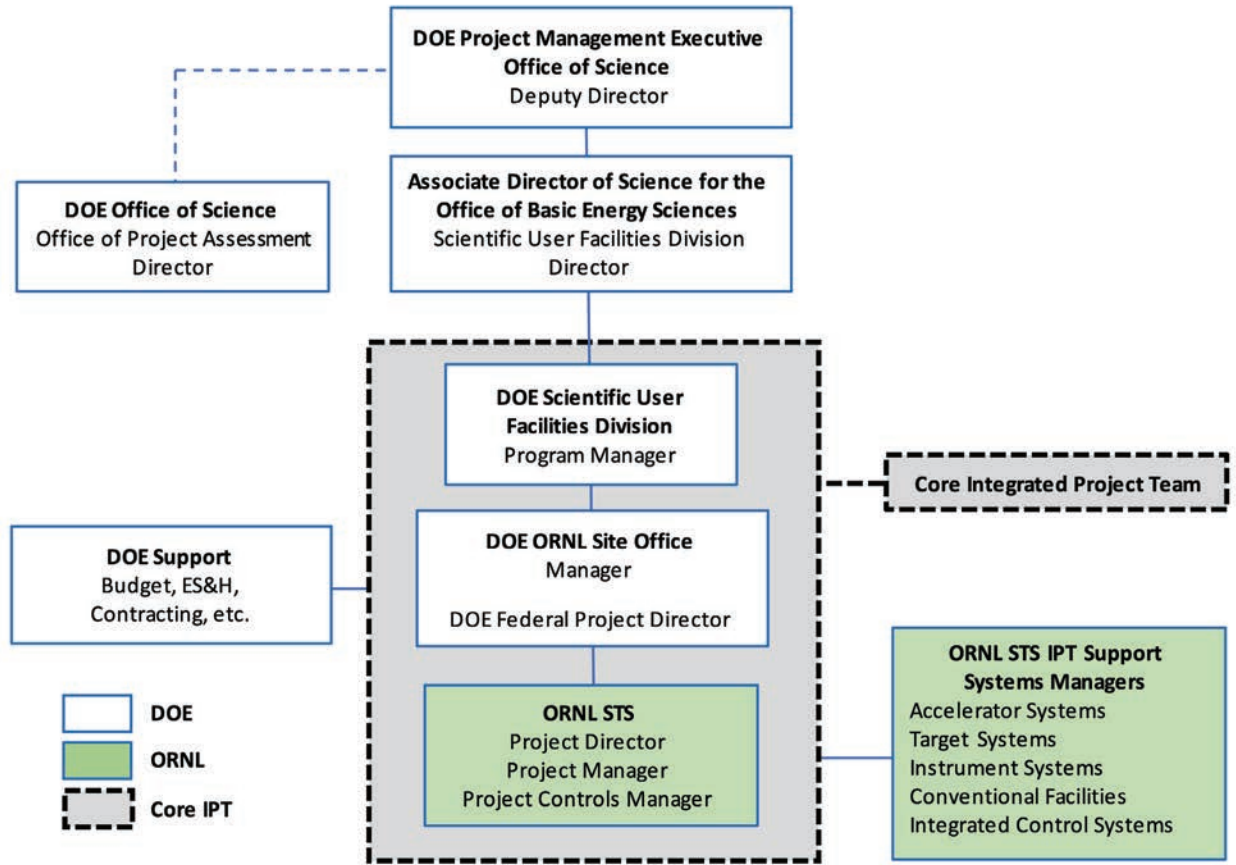 DOE Project Management Executive
Office of Science
Deputy Director
Associate Director of Science for the
Office of Basic Energy Sciences
Scientific User Facilities Division
Director
DOE Office of Science
Office of Project Assessment
Director
DOE Scientific User
Facilities Division
Program Manager
Core Integrated Project Team
DOE ORNL Site Office
Manager
DOE Federal Project Director
DOE Support
Budget, ES&H,
Contracting, etc.
ORNL STS
Project Director
Project Manager
Project Controls Manager
ORNL STS IPT Support
Systems Managers
Accelerator Systems
Target Systems
Instrument Systems
Conventional Facilities
Integrated Control Systems
DOE
ORNL
Core IPT